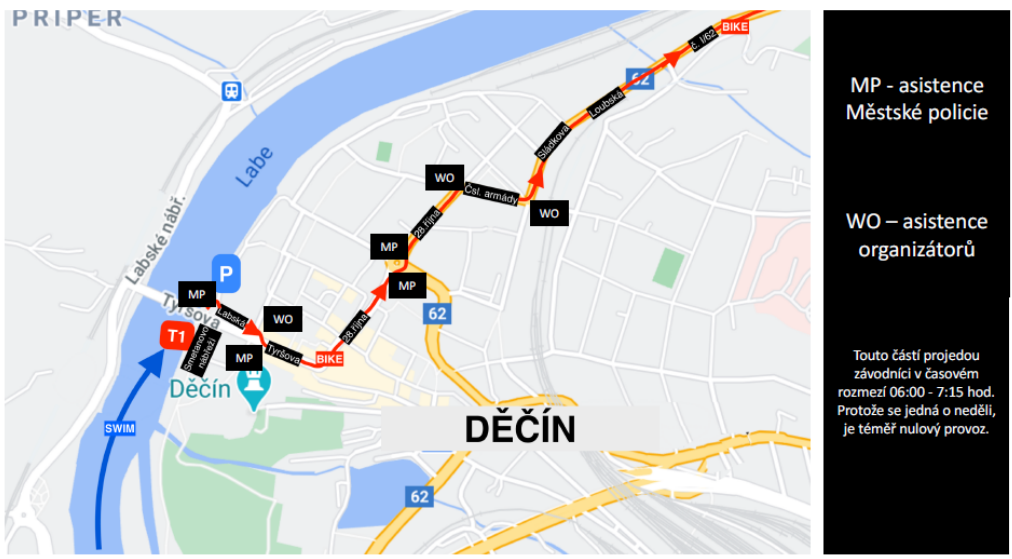 PŘÍPER
BIKE
č. I/62
62
Loubská
Sládkova
Labe
WO
Čsl. armády
WO
28.října
MP
MP
Labské nábř.
P
MP
Tyršova
Labská
WO
62
28.října
T1
Smetanovo
nábřeží
MP
Tyršova
BIKE
Děčín
SWIM
DĚČÍN
62
MP - asistence
Městské policie
WO – asistence
organizátorů
Touto částí projedou
závodníci v časovém
rozmezí 06:00 - 7:15 hod.
Protože se jedná o neděli,
je téměř nulový provoz.